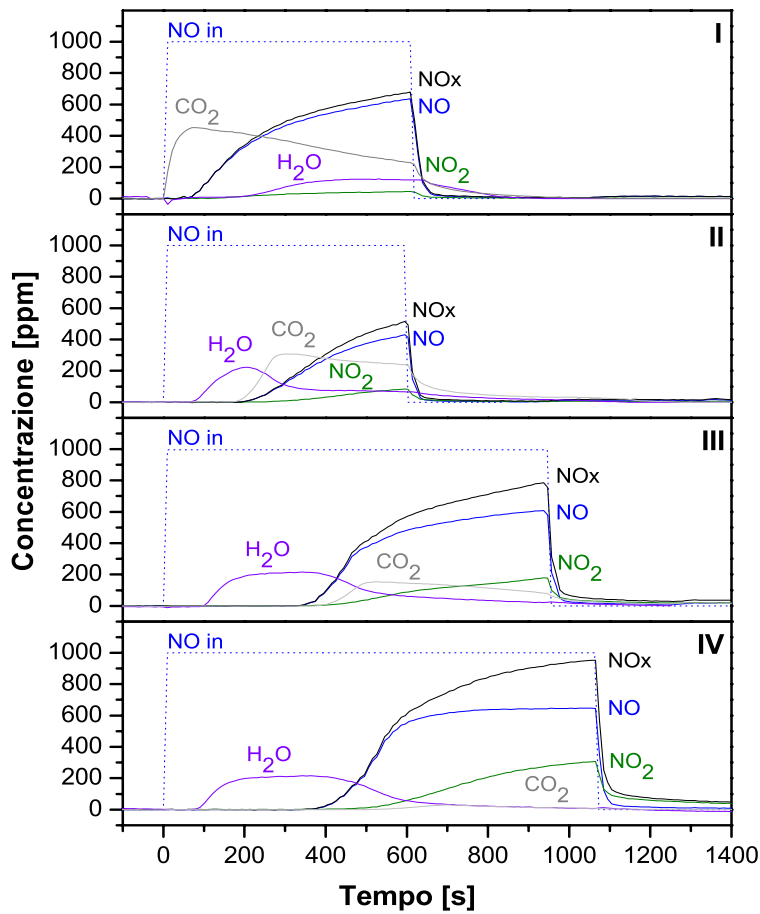 Concentrazione [ppm]
NO in
I
1000
800
600
400
200
0
CO2
NOx
NO
H2O
NO2
NO in
II
1000
800
600
400
200
0
H2O
CO2
NOx
NO
NO2
NO in
III
1000
800
600
400
200
0
H2O
CO2
NOx
NO
NO2
NO in
IV
1000
800
600
400
200
0
H2O
NOx
NO
NO2
CO2
0 200 400 600 800 1000 1200 1400
Tempo [s]